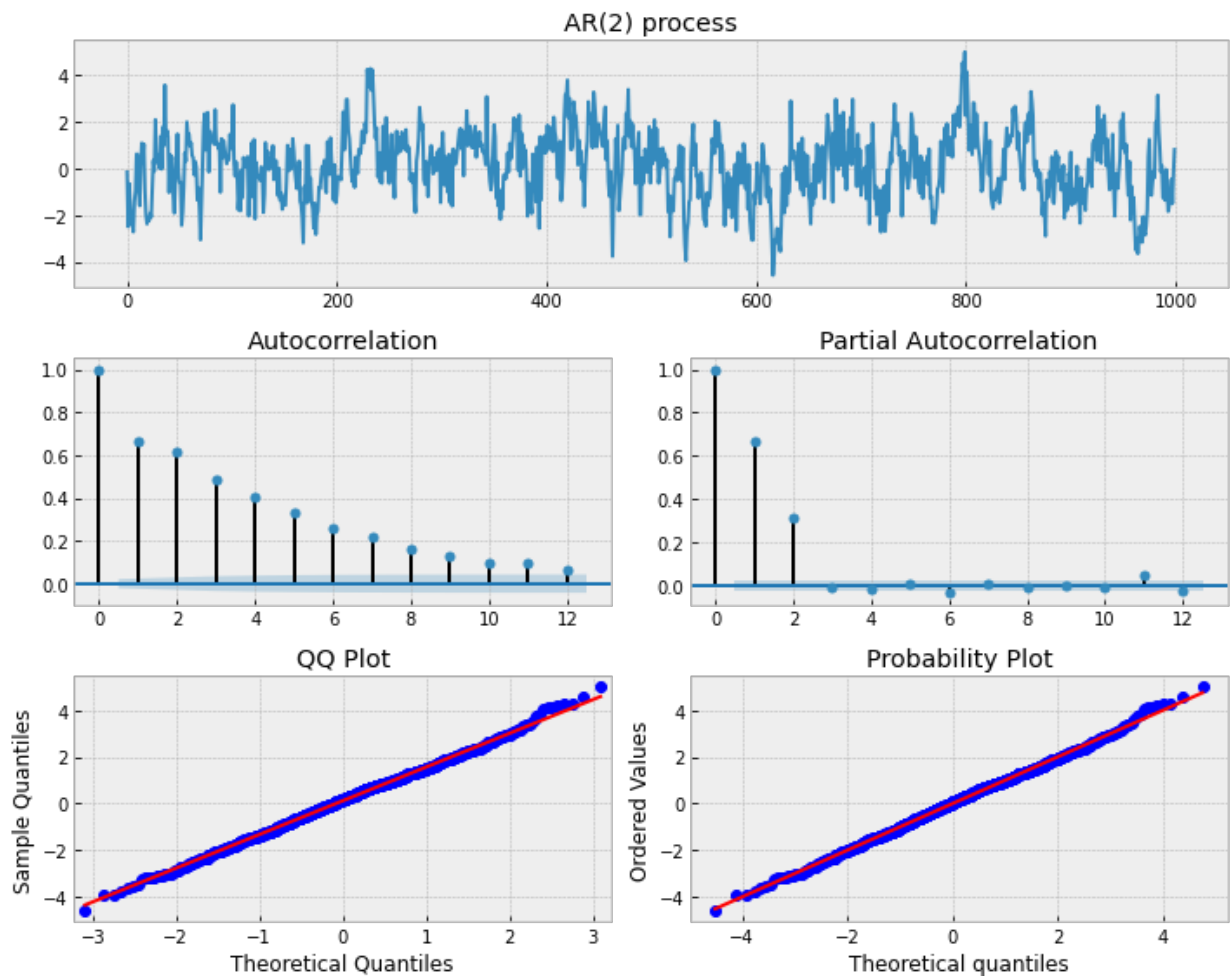 AR(2) process
4
2
0
−2
−4
0 200 400 600 800 1000
Autocorrelation
1.0
0.8
0.6
0.4
0.2
0.0
0 2 4 6 8 10 12
Partial Autocorrelation
1.0
0.8
0.6
0.4
0.2
0.0
0 2 4 6 8 10 12
QQ Plot
Sample Quantiles
4
2
0
−2
−4
−3 −2 −1 0 1 2 3
Theoretical Quantiles
Probability Plot
Ordered Values
4
2
0
−2
−4
−4 −2 0 2 4
Theoretical quantiles